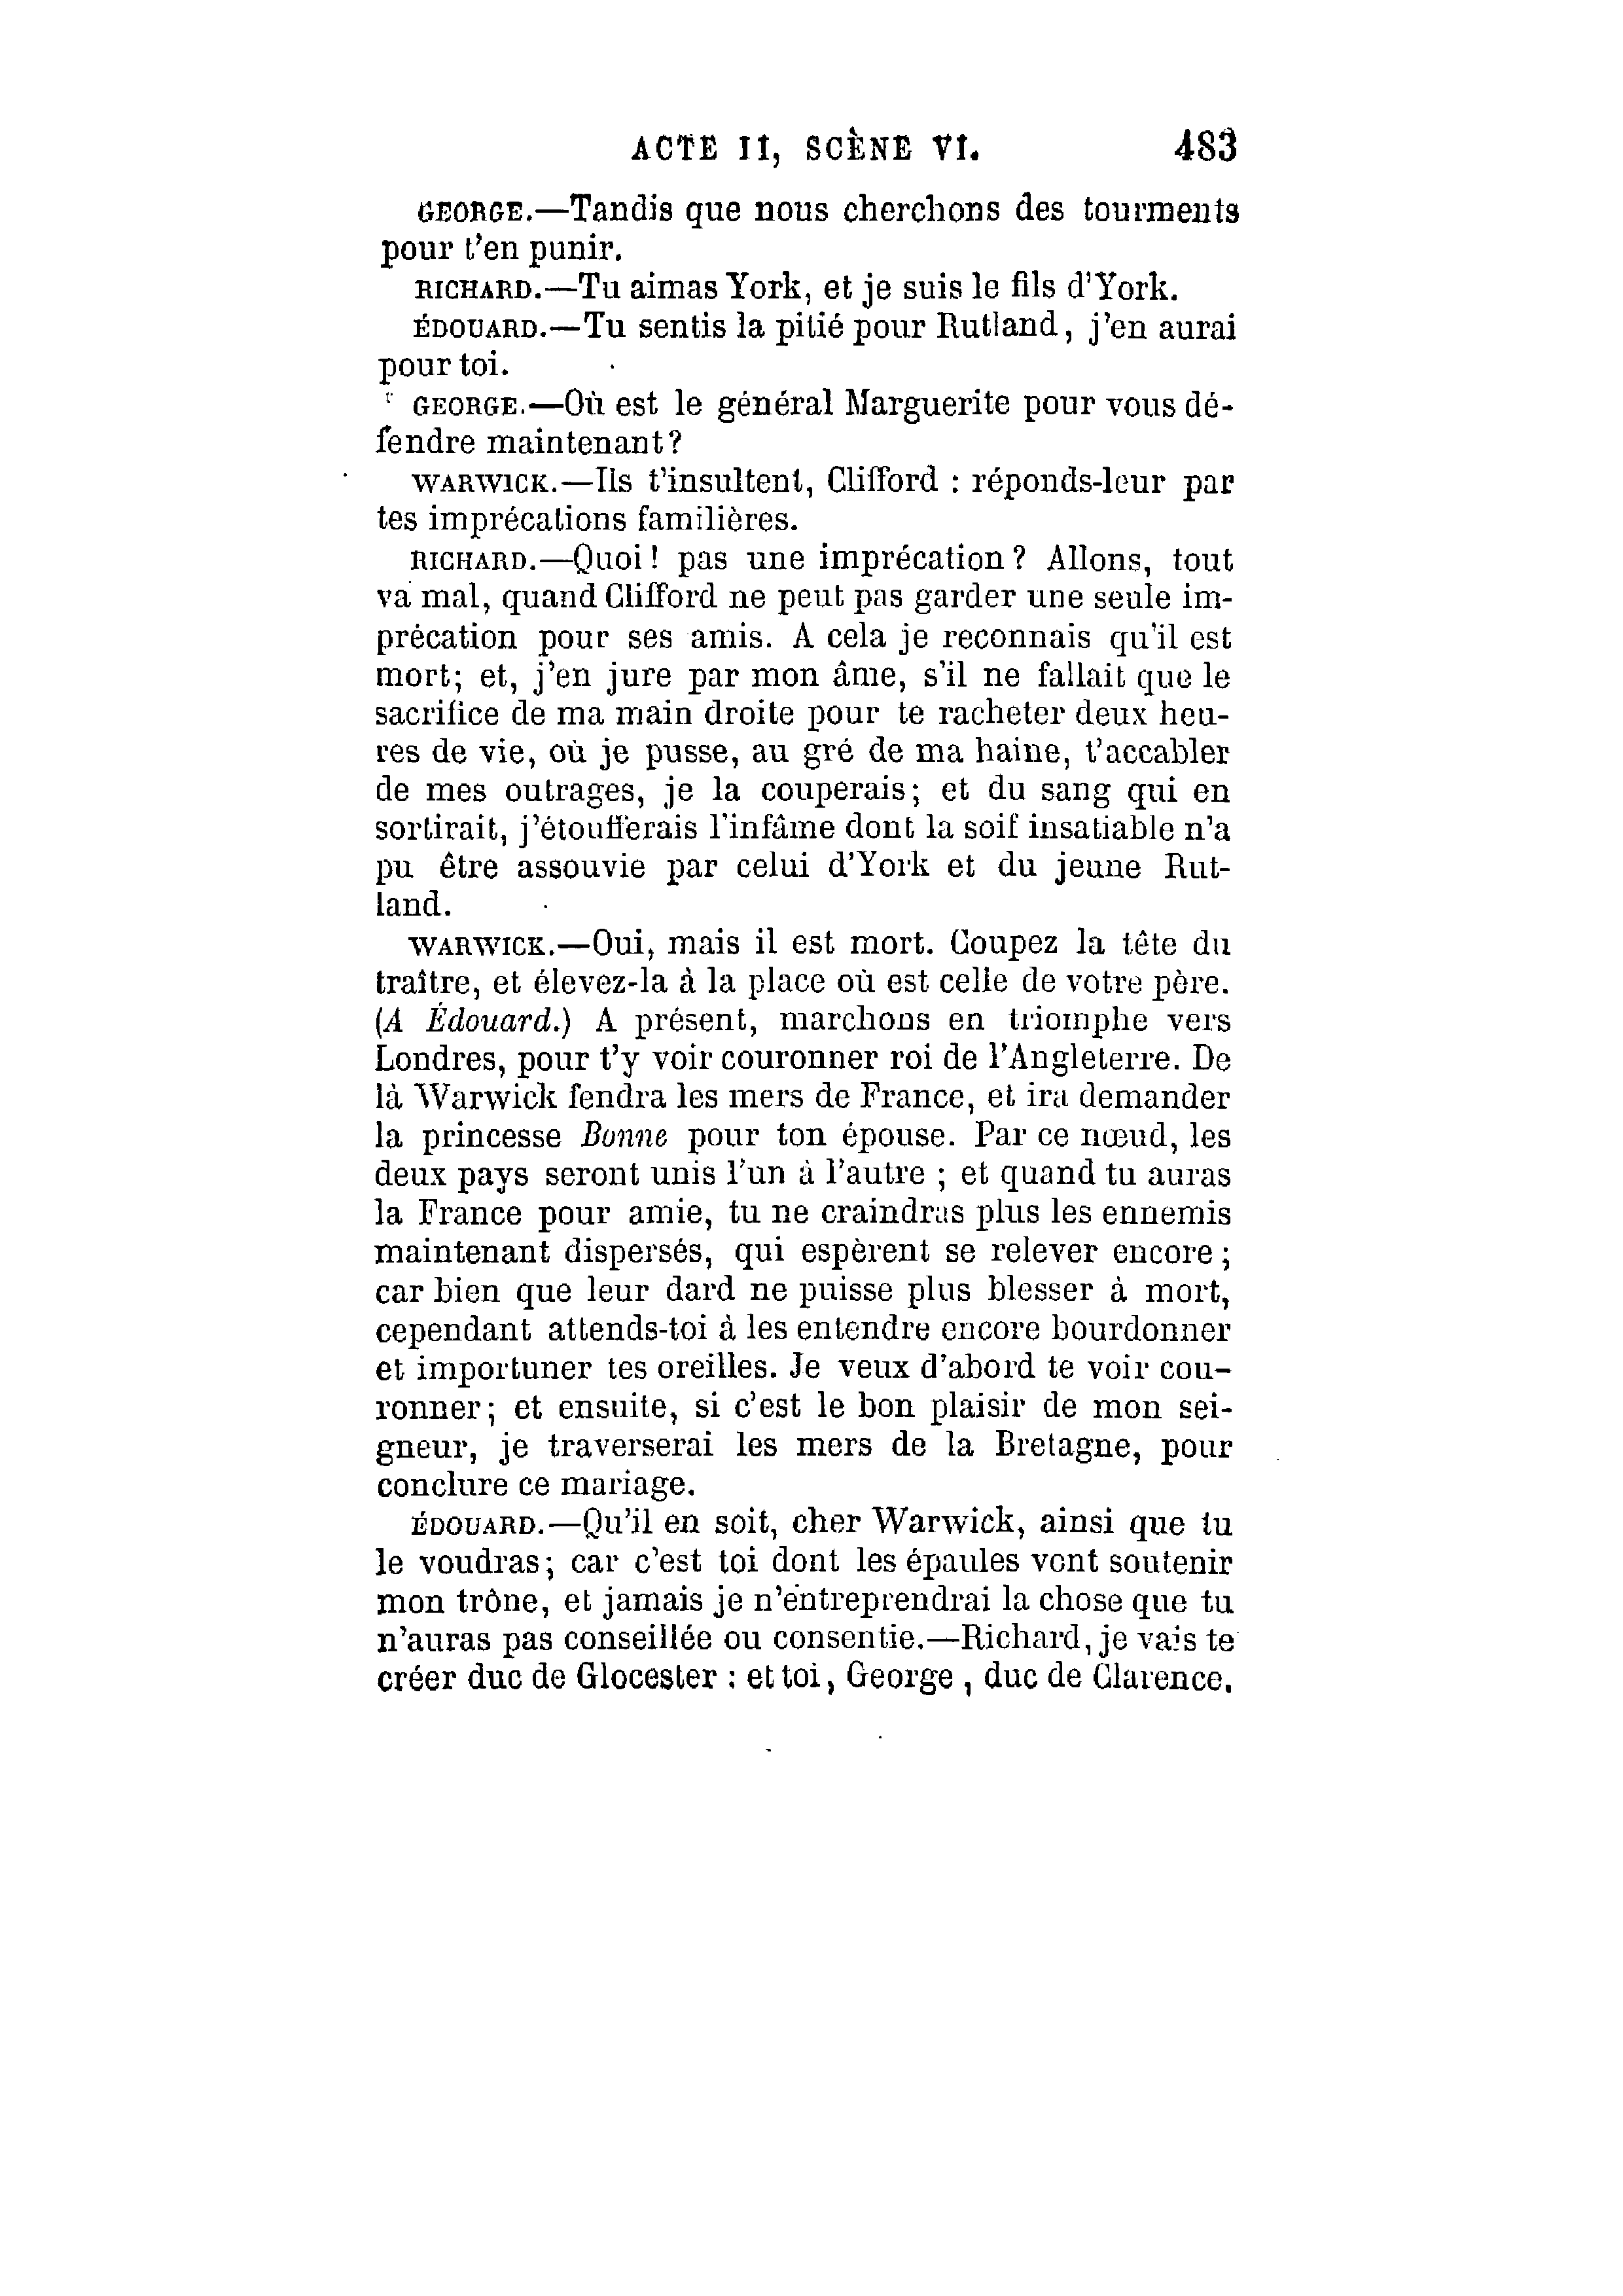 ACTE II, SCÈNE VI. 483
GEORGE.—Tandis que nous cherchons des tourments
pour t'en punir.
RICHARD.—Tu aimas York, et je suis le fils d'York.
ÉDOUARD.—Tu sentis la pitié pour Rutland, j'en aurai
pour toi.
GEORGE.—Où est le général Marguerite pour vous dé-
fendre maintenant?
WARWICK.—Ils t'insultent, Clifford : réponds-leur par
tes imprécations familières.
RICHARD.—Quoi! pas une imprécation? Allons, tout
va mal, quand Clifford ne peut pas garder une seule im-
précation pour ses amis. A cela je reconnais qu'il est
mort; et, j'en jure par mon âme, s'il ne fallait que le
sacrifice de ma main droite pour te racheter deux heu-
res de vie, où je pusse, au gré de ma haine, t'accabler
de mes outrages, je la couperais; et du sang qui en
sortirait, j'étoufferais l'infâme dont la soif insatiable n'a
pu être assouvie par celui d'York et du jeune Rut-
land.
WARWICK.—Oui, mais il est mort. Coupez la tête du
traître, et élevez-la à la place où est celle de votre père.
(A Édouard.) A présent, marchons en triomphe vers
Londres, pour t'y voir couronner roi de l'Angleterre. De
là Warwick fendra les mers de France, et ira demander
la princesse Bonne pour ton épouse. Par ce nœud, les
deux pays seront unis l'un à l'autre ; et quand tu auras
la France pour amie, tu ne craindras plus les ennemis
maintenant dispersés, qui espèrent se relever encore;
car bien que leur dard ne puisse plus blesser à mort,
cependant attends-toi à les entendre encore bourdonner
et importuner tes oreilles. Je veux d'abord te voir cou-
ronner; et ensuite, si c'est le bon plaisir de mon sei-
gneur, je traverserai les mers de la Bretagne, pour
conclure ce mariage.
ÉDOUARD.—Qu'il en soit, cher Warwick, ainsi que tu
le voudras; car c'est toi dont les épaules vont soutenir
mon trône, et jamais je n'entreprendrai la chose que tu
n'auras pas conseillée ou consentie.—Richard, je vais te
créer duc de Glocester : et toi, George, duc de Clarence.